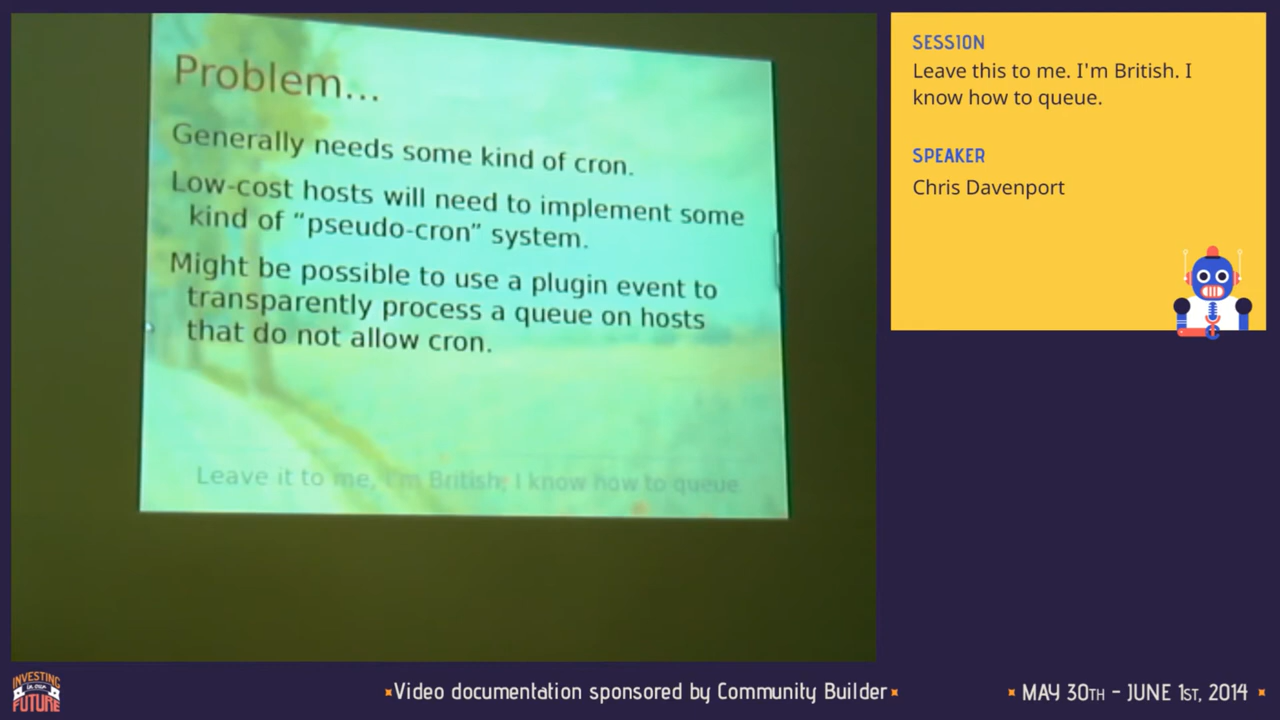 Problem...
Generally needs some kind of cron.
Low-cost hosts will need to implement some
kind of “pseudo-cron” system.
Might be possible to use a plugin event to
transparently process a queue on hosts
that do not allow cron.
Leave it to me, I'm British, I know how to queue
SESSION
Leave this to me. I'm British. I
know how to queue.
SPEAKER
Chris Davenport
INVESTING
IN OUR
FUTURE
Video documentation sponsored by Community Builder
MAY 30TH - JUNE 1ST, 2014